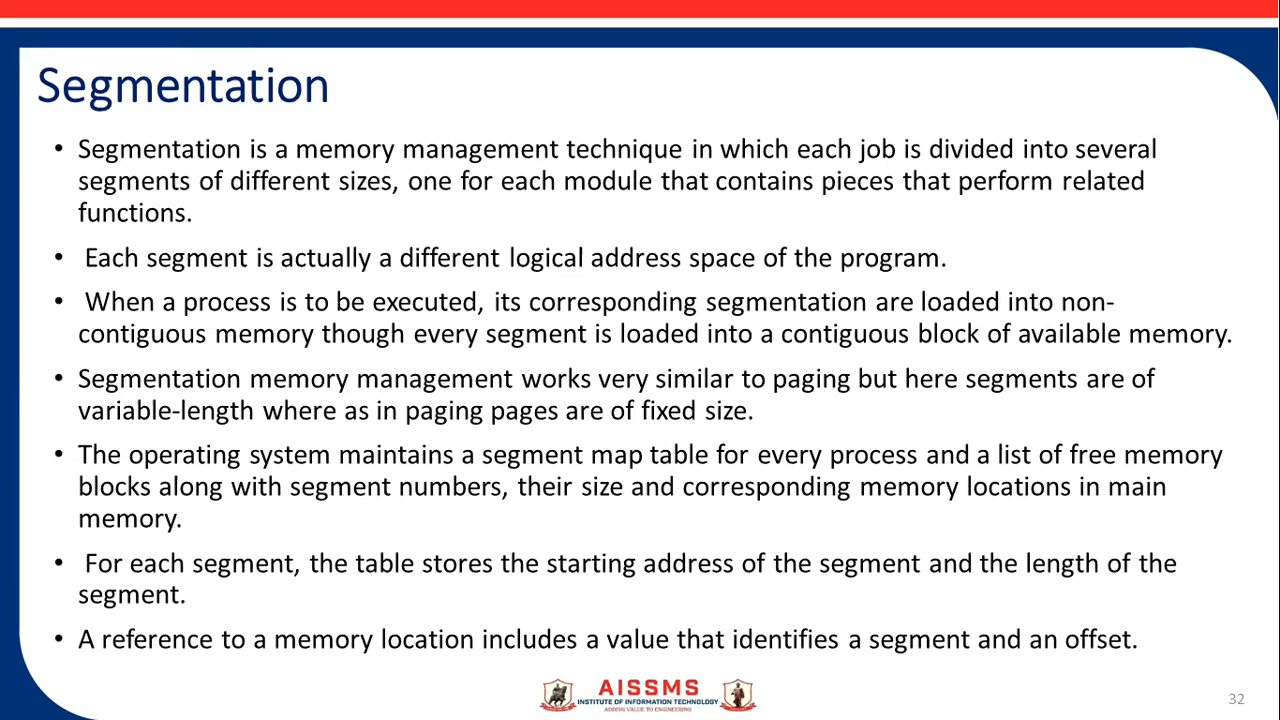 Segmentation
• Segmentation is a memory management technique in which each job is divided into several
segments of different sizes, one for each module that contains pieces that perform related
functions.
• Each segment is actually a different logical address space of the program.
• When a process is to be executed, its corresponding segmentation are loaded into non-
contiguous memory though every segment is loaded into a contiguous block of available memory.
• Segmentation memory management works very similar to paging but here segments are of
variable-length where as in paging pages are of fixed size.
• The operating system maintains a segment map table for every process and a list of free memory
blocks along with segment numbers, their size and corresponding memory locations in main
memory.
• For each segment, the table stores the starting address of the segment and the length of the
segment.
• A reference to a memory location includes a value that identifies a segment and an offset.
AISSMS
INSTITUTE OF INFORMATION TECHNOLOGY
ADDING VALUE TO ENGINEERING
32